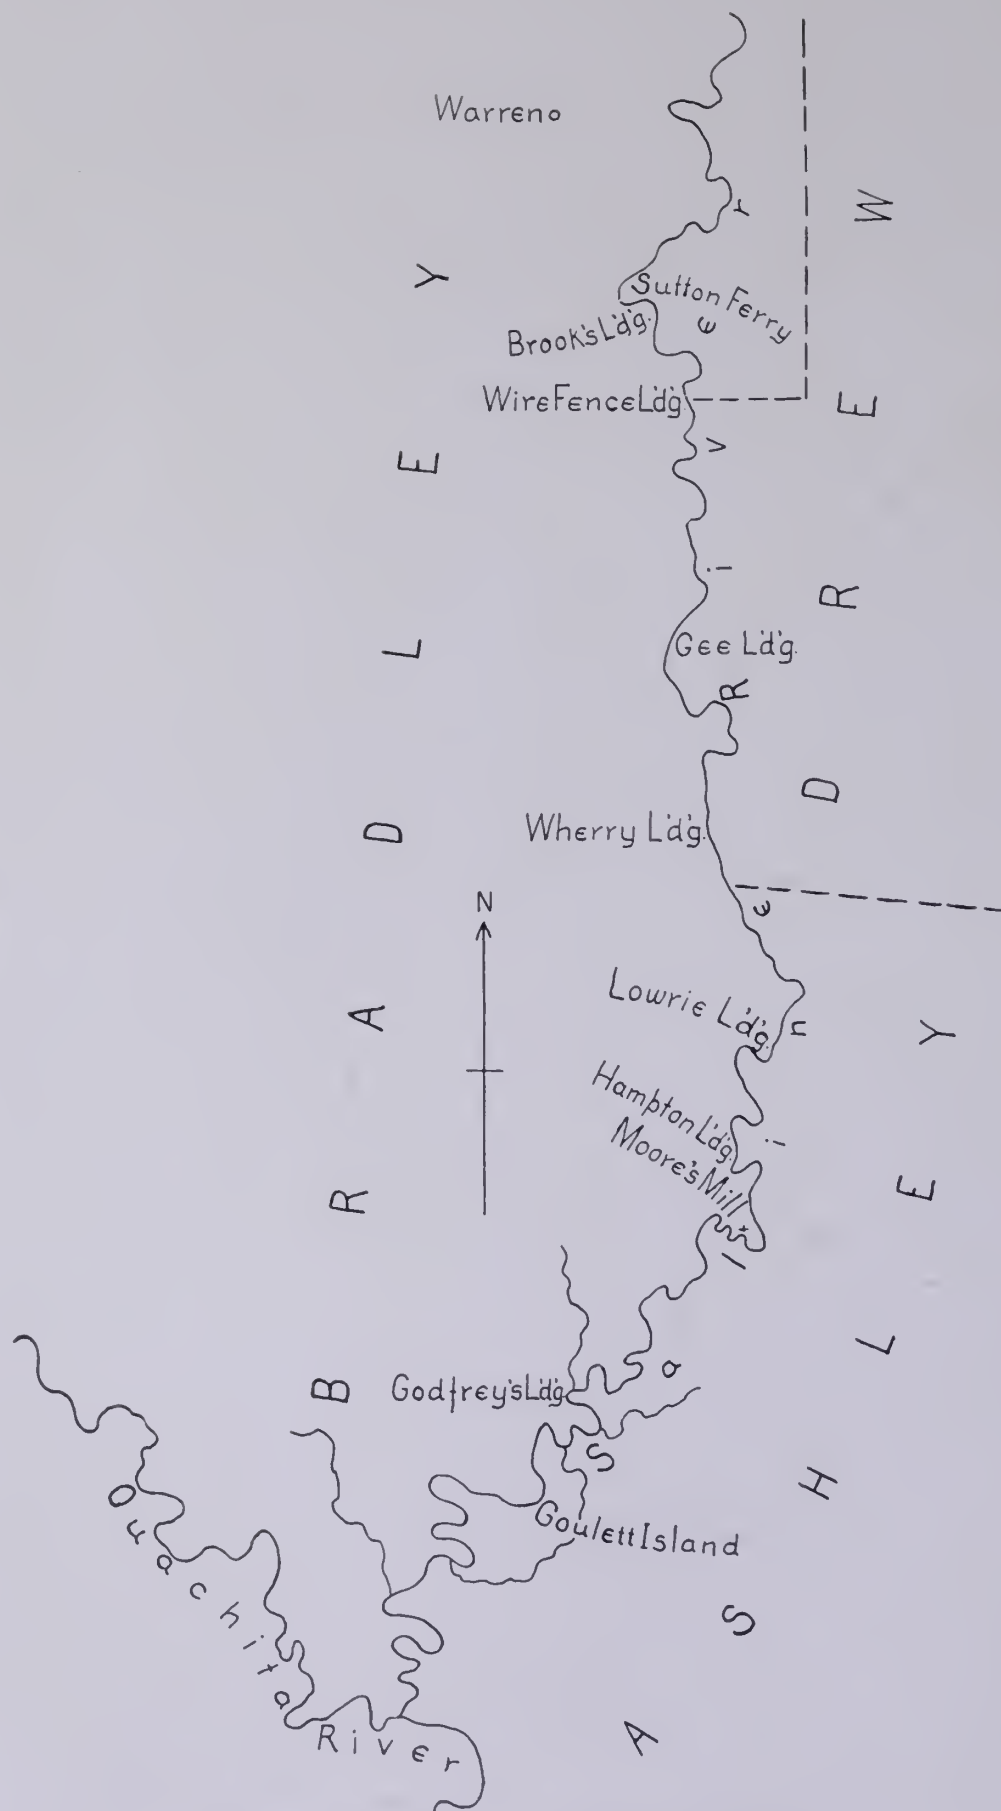 Warreno
Sutton Ferry
Brook's L'd'g.
Wire Fence L'd'g.
Gee L'd'g.
Wherry L'd'g.
N
Lowrie L'd'g.
Hampton L'd'g.
Moore's Mill
Godfrey's L'd'g.
Goulett Island
Saline River
Ouachita River
BRADLEY
DREW
ASHLEY